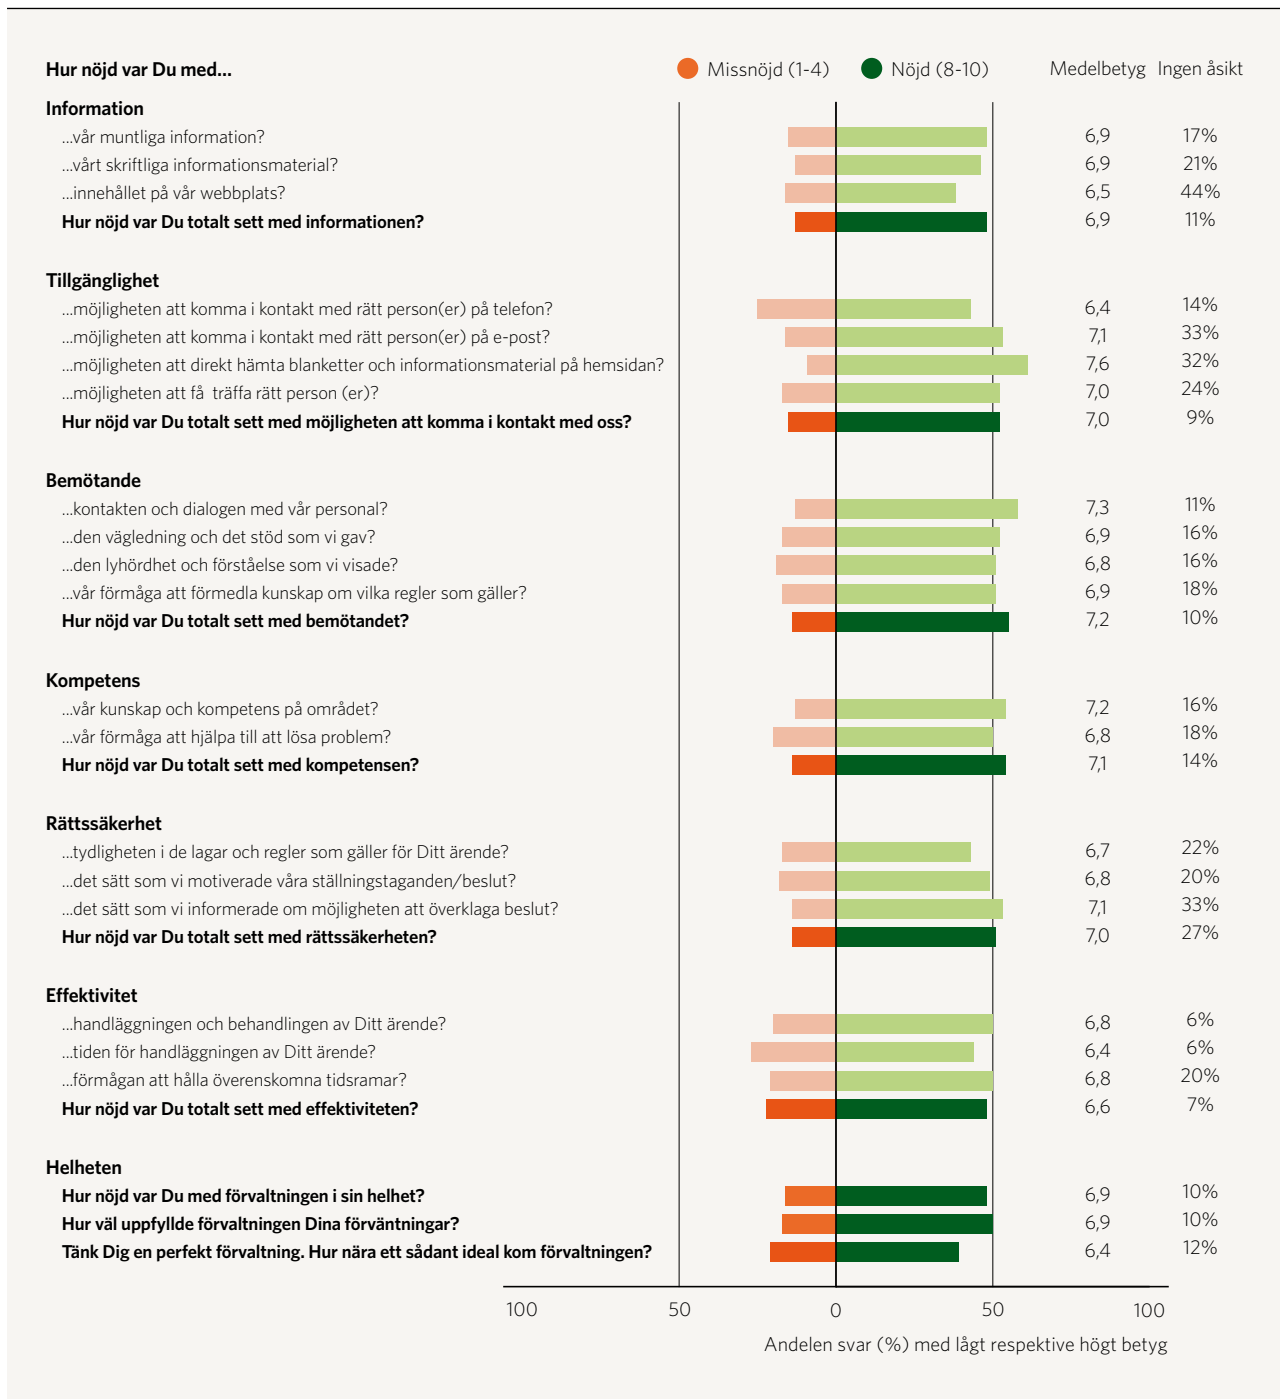 Hur nöjd var Du med... Missnöjd (1-4) Nöjd (8-10) Medelbetyg Ingen åsikt
Information
...vår muntliga information? 6,9 17%
...vårt skriftliga informationsmaterial? 6,9 21%
...innehållet på vår webbplats? 6,5 44%
Hur nöjd var Du totalt sett med informationen? 6,9 11%
Tillgänglighet
...möjligheten att komma i kontakt med rätt person(er) på telefon? 6,4 14%
...möjligheten att komma i kontakt med rätt person(er) på e-post? 7,1 33%
...möjligheten att direkt hämta blanketter och informationsmaterial på hemsidan? 7,6 32%
...möjligheten att få träffa rätt person (er)? 7,0 24%
Hur nöjd var Du totalt sett med möjligheten att komma i kontakt med oss? 7,0 9%
Bemötande
...kontakten och dialogen med vår personal? 7,3 11%
...den vägledning och det stöd som vi gav? 6,9 16%
...den lyhördhet och förståelse som vi visade? 6,8 16%
...vår förmåga att förmedla kunskap om vilka regler som gäller? 6,9 18%
Hur nöjd var Du totalt sett med bemötandet? 7,2 10%
Kompetens
...vår kunskap och kompetens på området? 7,2 16%
...vår förmåga att hjälpa till att lösa problem? 6,8 18%
Hur nöjd var Du totalt sett med kompetensen? 7,1 14%
Rättssäkerhet
...tydligheten i de lagar och regler som gäller för Ditt ärende? 6,7 22%
...det sätt som vi motiverade våra ställningstaganden/beslut? 6,8 20%
...det sätt som vi informerade om möjligheten att överklaga beslut? 7,1 33%
Hur nöjd var Du totalt sett med rättssäkerheten? 7,0 27%
Effektivitet
...handläggningen och behandlingen av Ditt ärende? 6,8 6%
...tiden för handläggningen av Ditt ärende? 6,4 6%
...förmågan att hålla överenskomna tidsramar? 6,8 20%
Hur nöjd var Du totalt sett med effektiviteten? 6,6 7%
Helheten
Hur nöjd var Du med förvaltningen i sin helhet? 6,9 10%
Hur väl uppfyllde förvaltningen Dina förväntningar? 6,9 10%
Tänk Dig en perfekt förvaltning. Hur nära ett sådant ideal kom förvaltningen? 6,4 12%
100 50 0 50 100
Andelen svar (%) med lågt respektive högt betyg